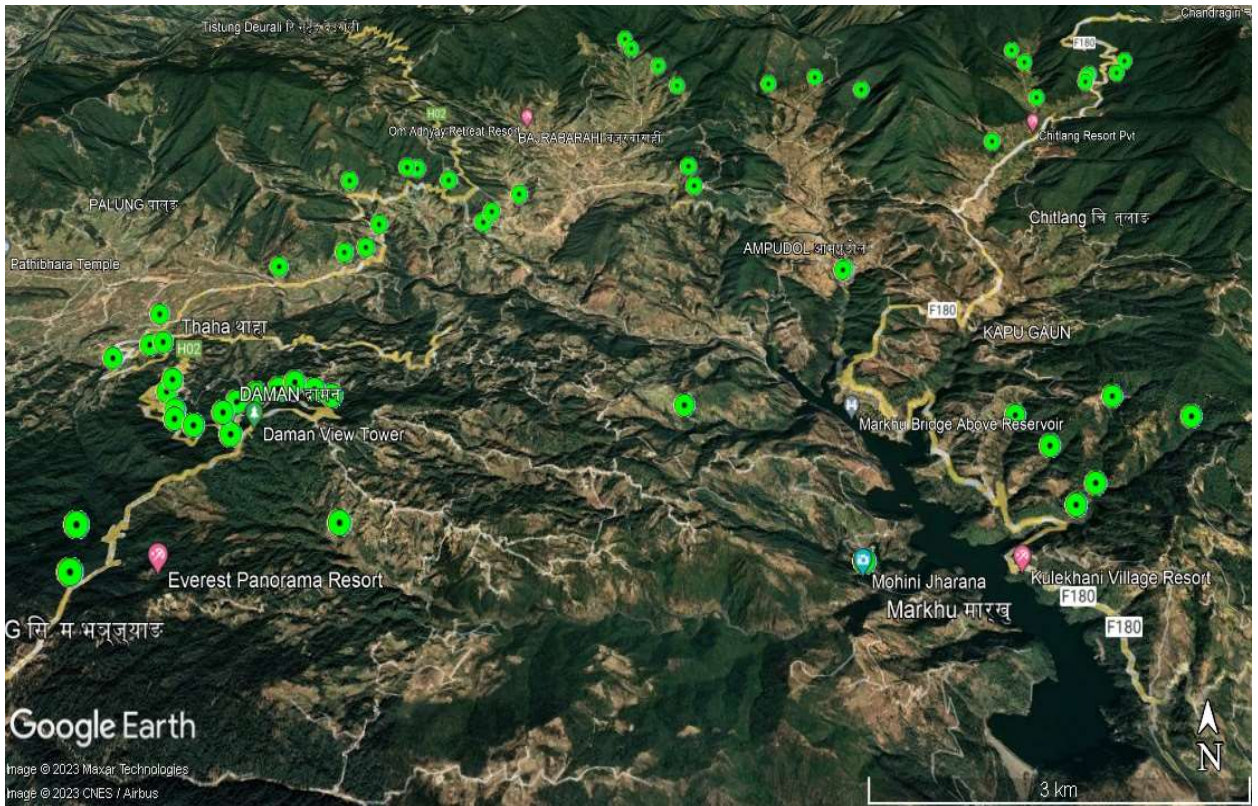 Chandragiri
Tistung Deurali
F180
H02
Om Adhyay Retreat Resort
BAJRABARAHI बज्रबाराही
Chitlang Resort Pvt
PALUNG पालुङ
Chitlang चि त्लाङ
AMPUDOL
Pathibhara Temple
F180
Thaha थाहा
KAPU GAUN
H02
DAMAN दामन
Daman View Tower
Markhu Bridge Above Reservoir
Everest Panorama Resort
Mohini Jharana
Kulekhani Village Resort
Markhu मार्खु
F180
F180
G सि म भञ्ज्याङ
Google Earth
N
Image © 2023 Maxar Technologies
Image © 2023 CNES / Airbus
3 km